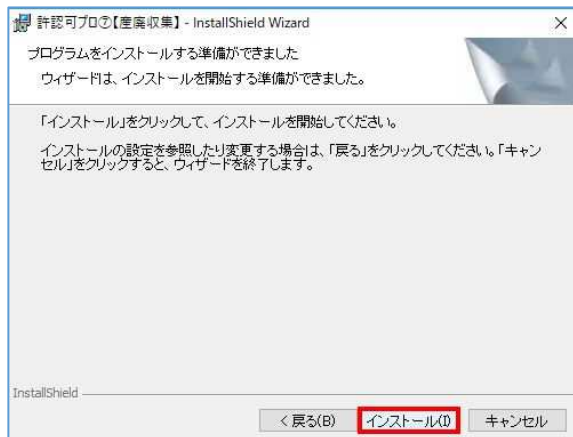 許認可プロ⑦【産廃収集】 - InstallShield Wizard
プログラムをインストールする準備ができました
ウィザードは、インストールを開始する準備ができました。
「インストール」をクリックして、インストールを開始してください。
インストールの設定を参照したり変更する場合は、「戻る」をクリックしてください。「キャン
セル」をクリックすると、ウィザードを終了します。
InstallShield
< 戻る(B)
インストール(I)
キャンセル